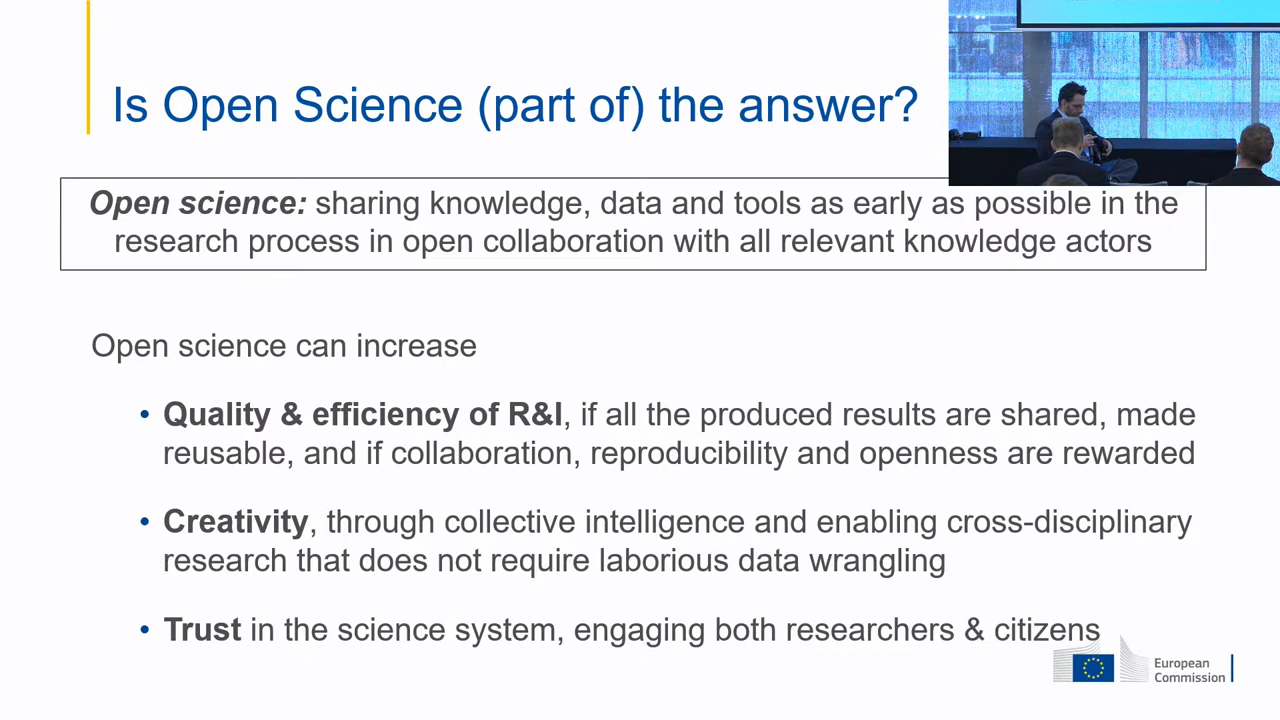 Is Open Science (part of) the answer?
Open science: sharing knowledge, data and tools as early as possible in the
research process in open collaboration with all relevant knowledge actors
Open science can increase
• Quality & efficiency of R&I, if all the produced results are shared, made
reusable, and if collaboration, reproducibility and openness are rewarded
• Creativity, through collective intelligence and enabling cross-disciplinary
research that does not require laborious data wrangling
• Trust in the science system, engaging both researchers & citizens
European
Commission